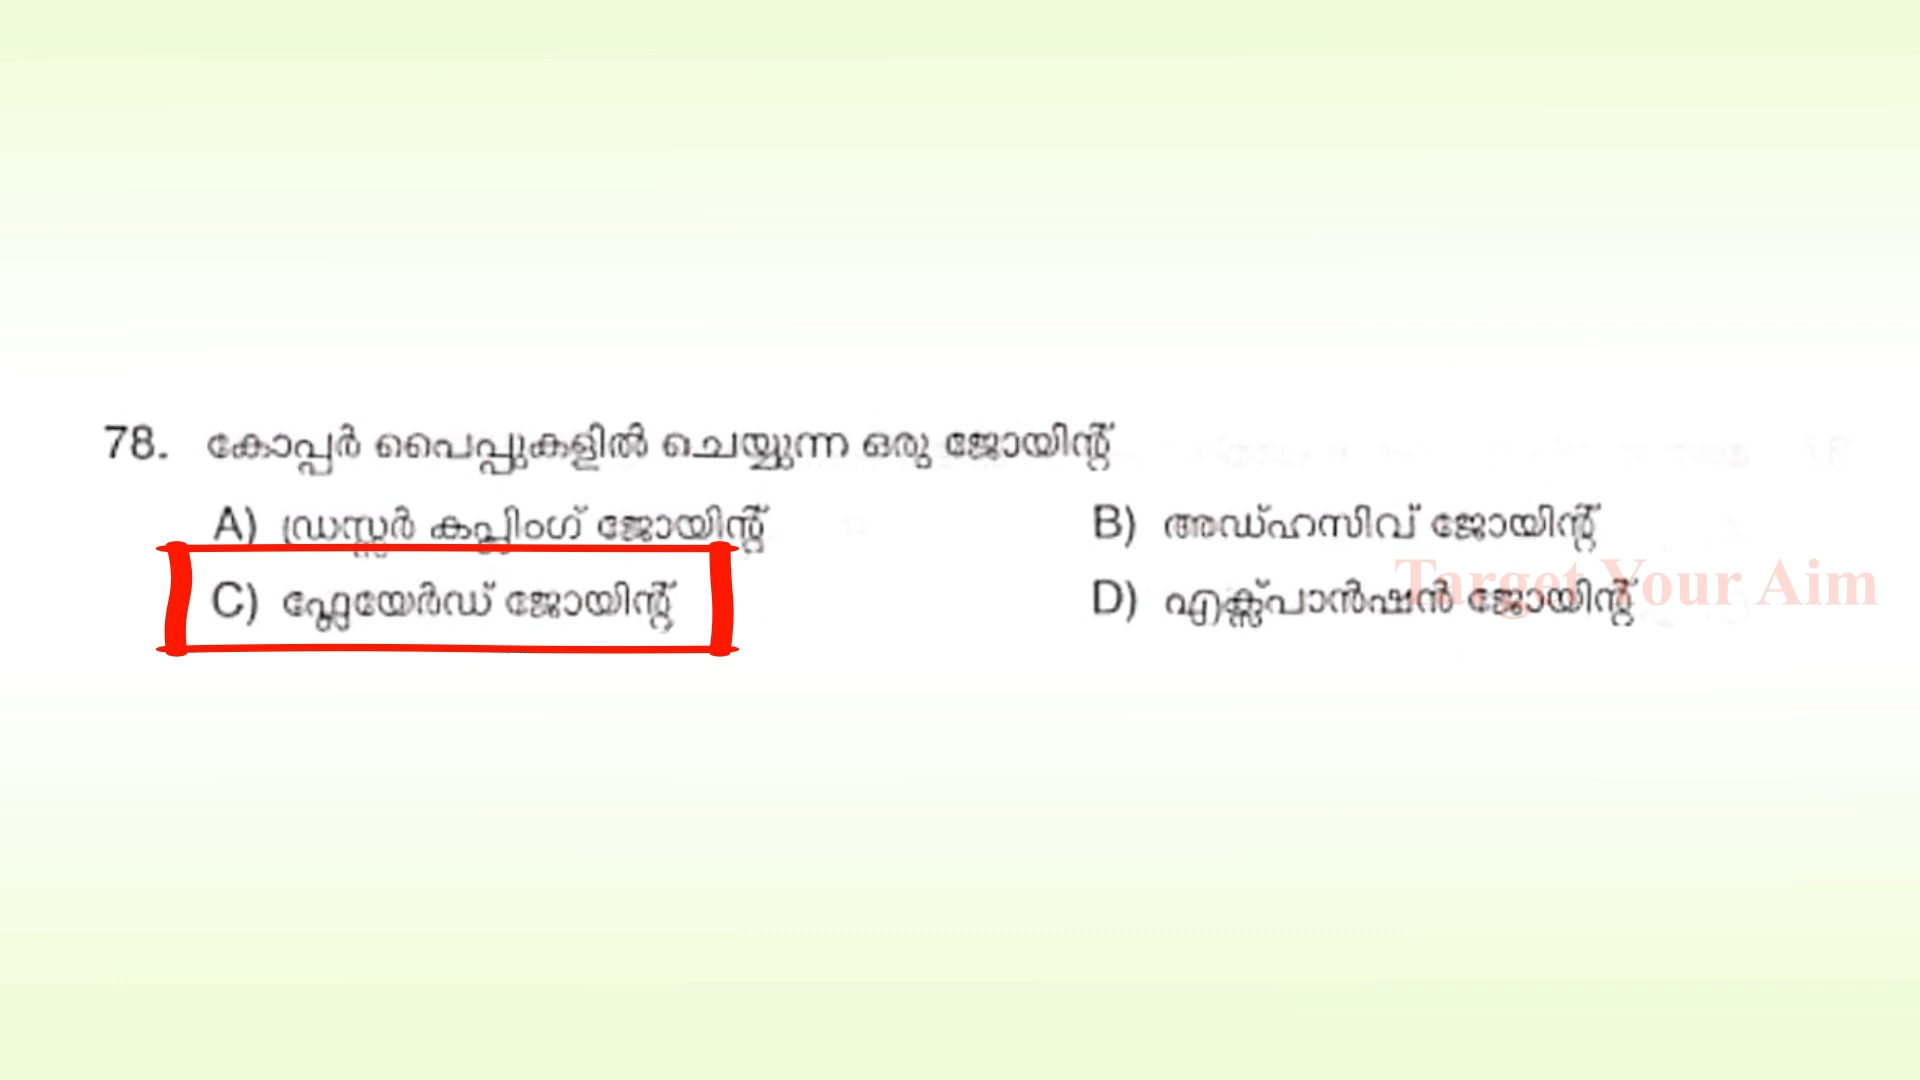 78. കോപ്പർ പൈപ്പുകളിൽ ചെയ്യുന്ന ഒരു ജോയിന്റ്
A) ഡ്രസ്സർ കപ്ലിംഗ് ജോയിന്റ്
B) അഡ്ഹസിവ് ജോയിന്റ്
C) ഫ്ലേയേർഡ് ജോയിന്റ്
D) എക്സ്പാൻഷൻ ജോയിന്റ്
Target Your Aim